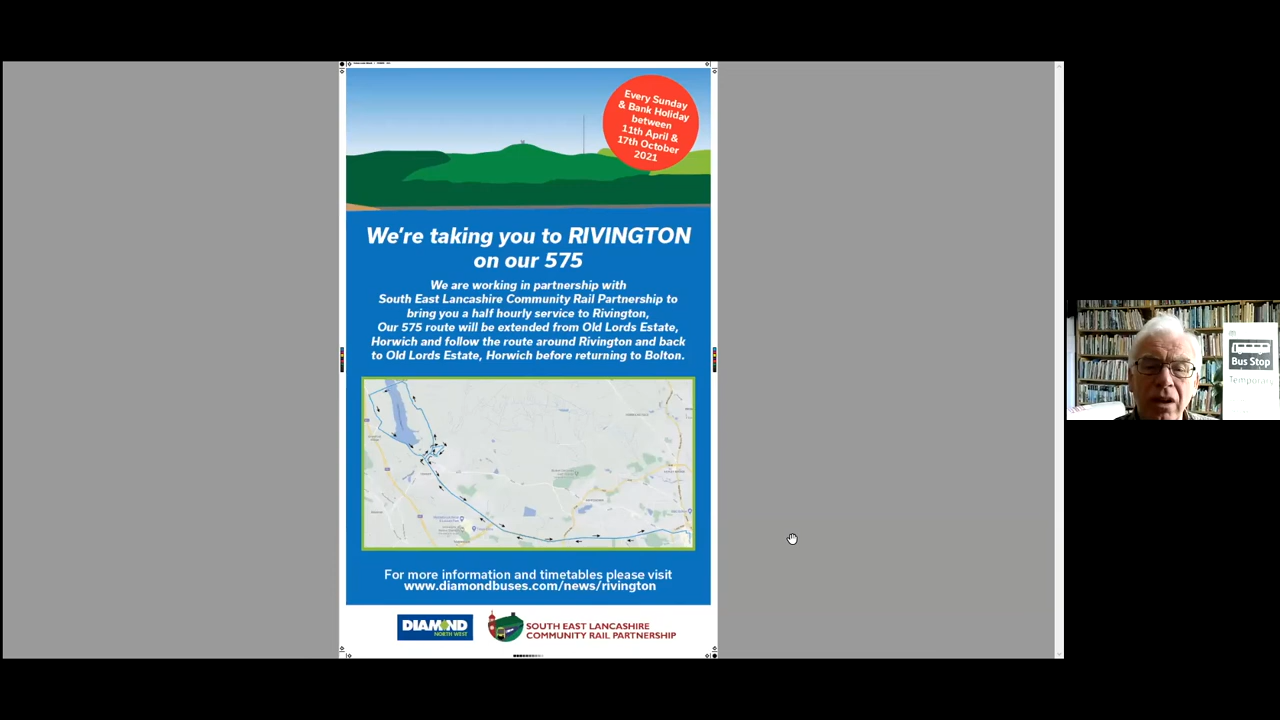 Every Sunday
& Bank Holiday
between
11th April &
17th October
2021
We're taking you to RIVINGTON
on our 575
We are working in partnership with
South East Lancashire Community Rail Partnership to
bring you a half hourly service to Rivington,
Our 575 route will be extended from Old Lords Estate,
Horwich and follow the route around Rivington and back
to Old Lords Estate, Horwich before returning to Bolton.
For more information and timetables please visit
www.diamondbuses.com/news/rivington
DIAMOND
NORTH WEST
SOUTH EAST LANCASHIRE
COMMUNITY RAIL PARTNERSHIP
Bus Stop
Temporary